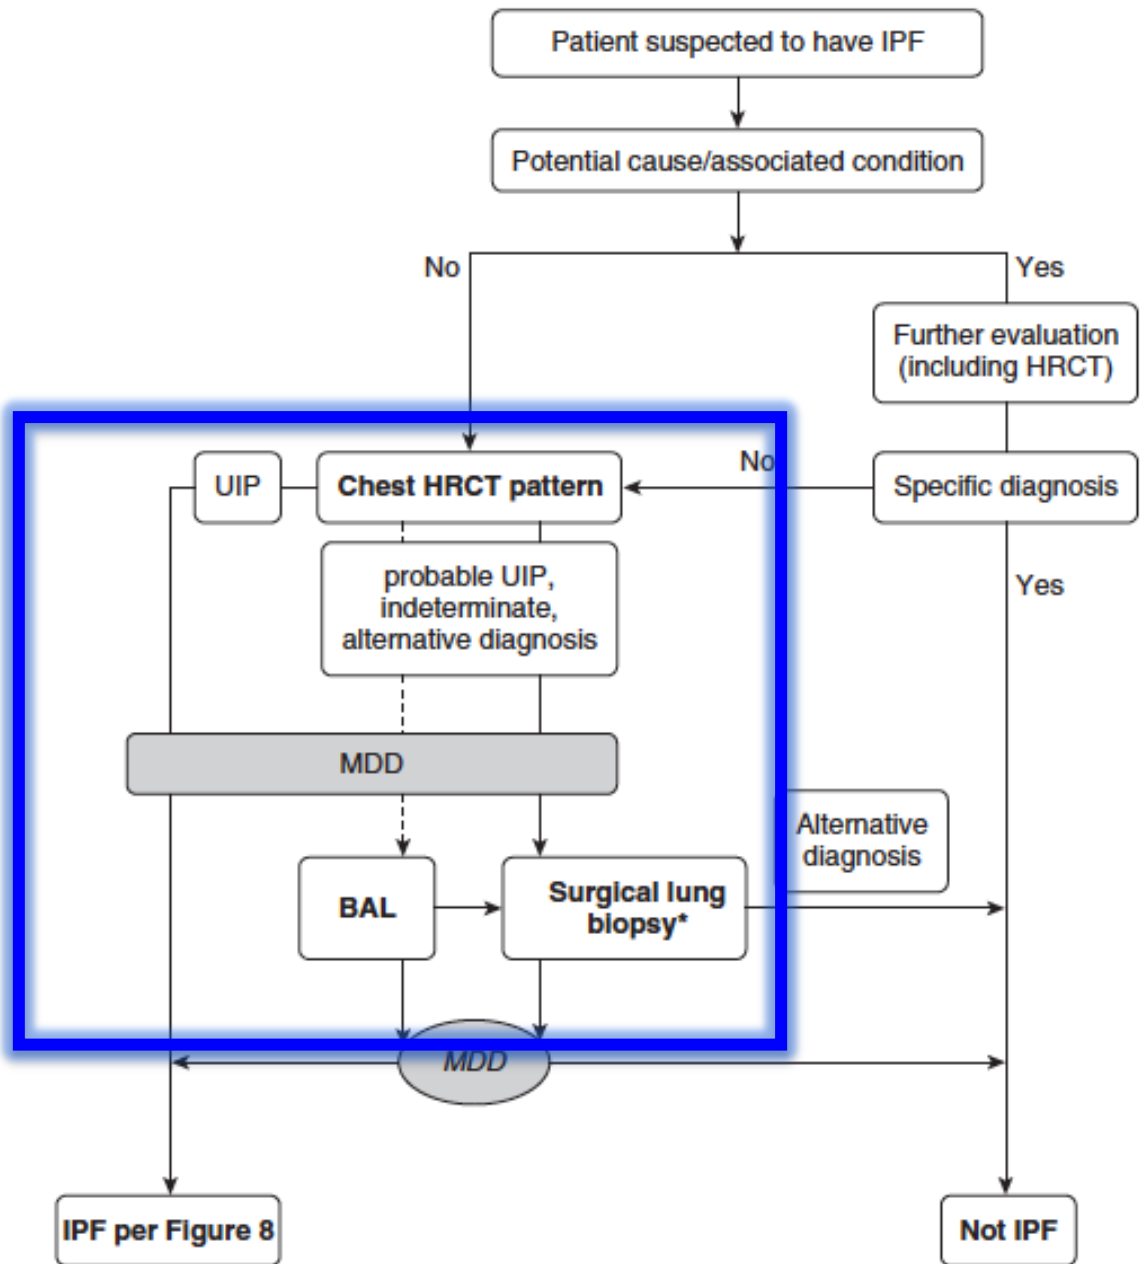 Patient suspected to have IPF
Potential cause/associated condition
No
Yes
Further evaluation
(including HRCT)
UIP
Chest HRCT pattern
No
Specific diagnosis
probable UIP,
indeterminate,
alternative diagnosis
Yes
MDD
Alternative
diagnosis
BAL
Surgical lung
biopsy*
MDD
IPF per Figure 8
Not IPF